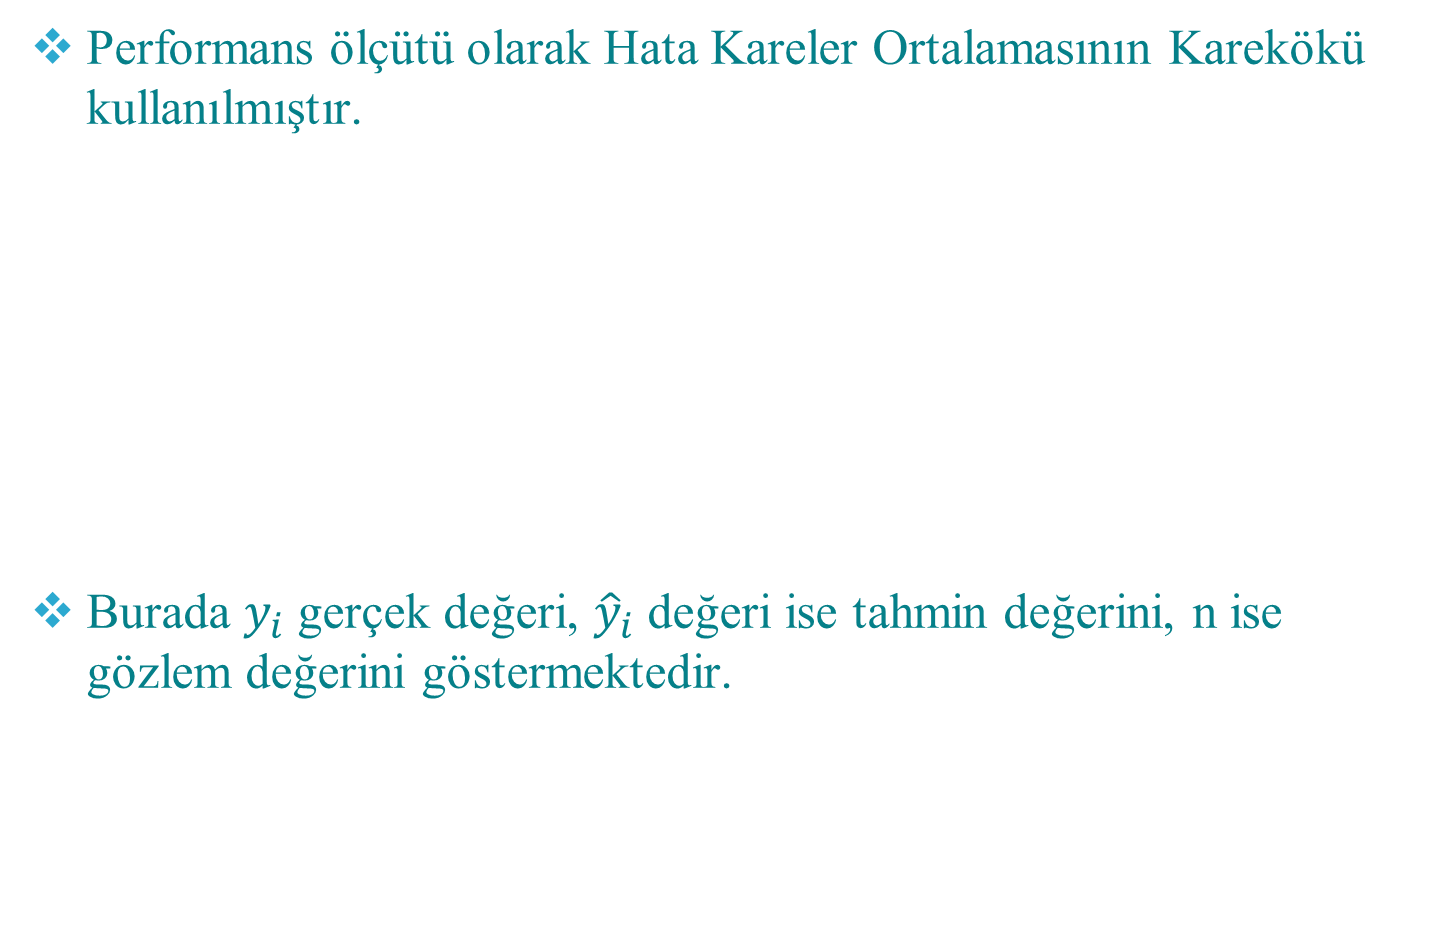 ❖ Performans ölçütü olarak Hata Kareler Ortalamasının Karekökü
kullanılmıştır.
❖ Burada 𝑦ᵢ gerçek değeri, 𝑦̂ᵢ değeri ise tahmin değerini, n ise
gözlem değerini göstermektedir.